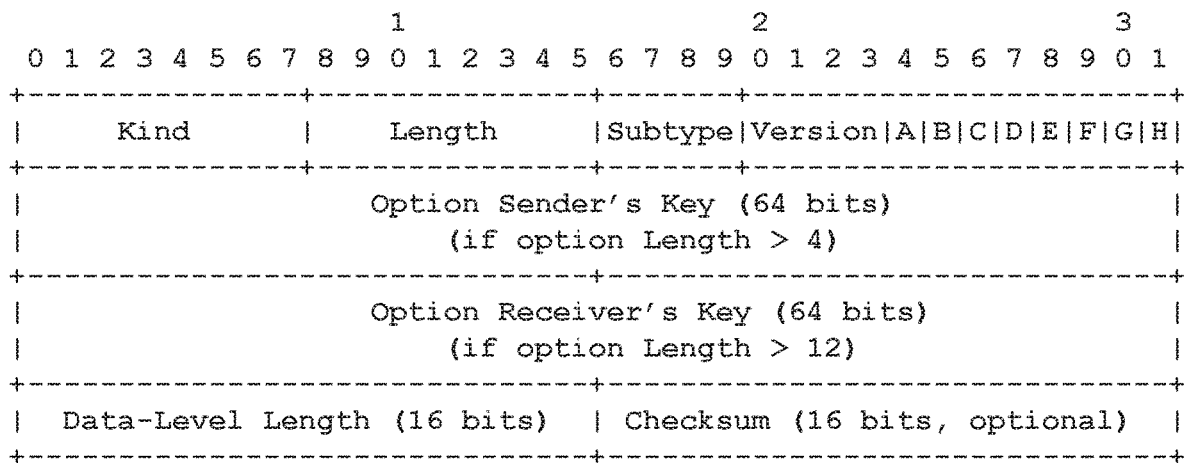 1                   2                   3
 0 1 2 3 4 5 6 7 8 9 0 1 2 3 4 5 6 7 8 9 0 1 2 3 4 5 6 7 8 9 0 1
+---------------+---------------+-------+-----------------------+
|     Kind      |    Length     |Subtype|Version|A|B|C|D|E|F|G|H|
+---------------+---------------+-------+-----------------------+
|                   Option Sender's Key (64 bits)               |
|                      (if option Length > 4)                   |
+-------------------------------+-------------------------------+
|                  Option Receiver's Key (64 bits)              |
|                      (if option Length > 12)                  |
+-------------------------------+-------------------------------+
|  Data-Level Length (16 bits)  | Checksum (16 bits, optional)  |
+-------------------------------+-------------------------------+